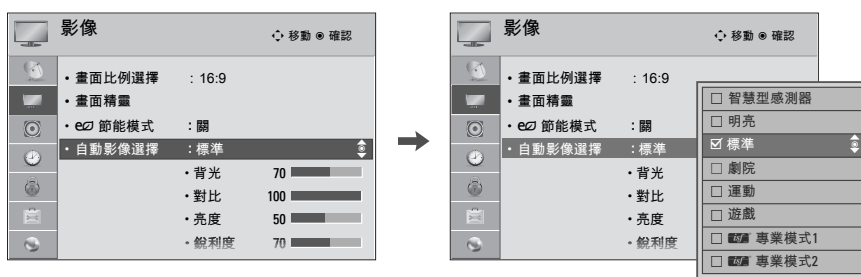 影像
移動 ◉ 確認
• 畫面比例選擇 : 16:9
• 畫面精靈
• e 節能模式 : 關
• 自動影像選擇 : 標準
• 背光 70
• 對比 100
• 亮度 50
• 銳利度 70
影像
移動 ◉ 確認
• 畫面比例選擇 : 16:9
• 畫面精靈
• e 節能模式 : 關
• 自動影像選擇 : 標準
• 背光
• 對比
• 亮度
• 銳利度
☐ 智慧型感測器
☐ 明亮
☑ 標準
☐ 劇院
☐ 運動
☐ 遊戲
☐ isf 專業模式1
☐ isf 專業模式2